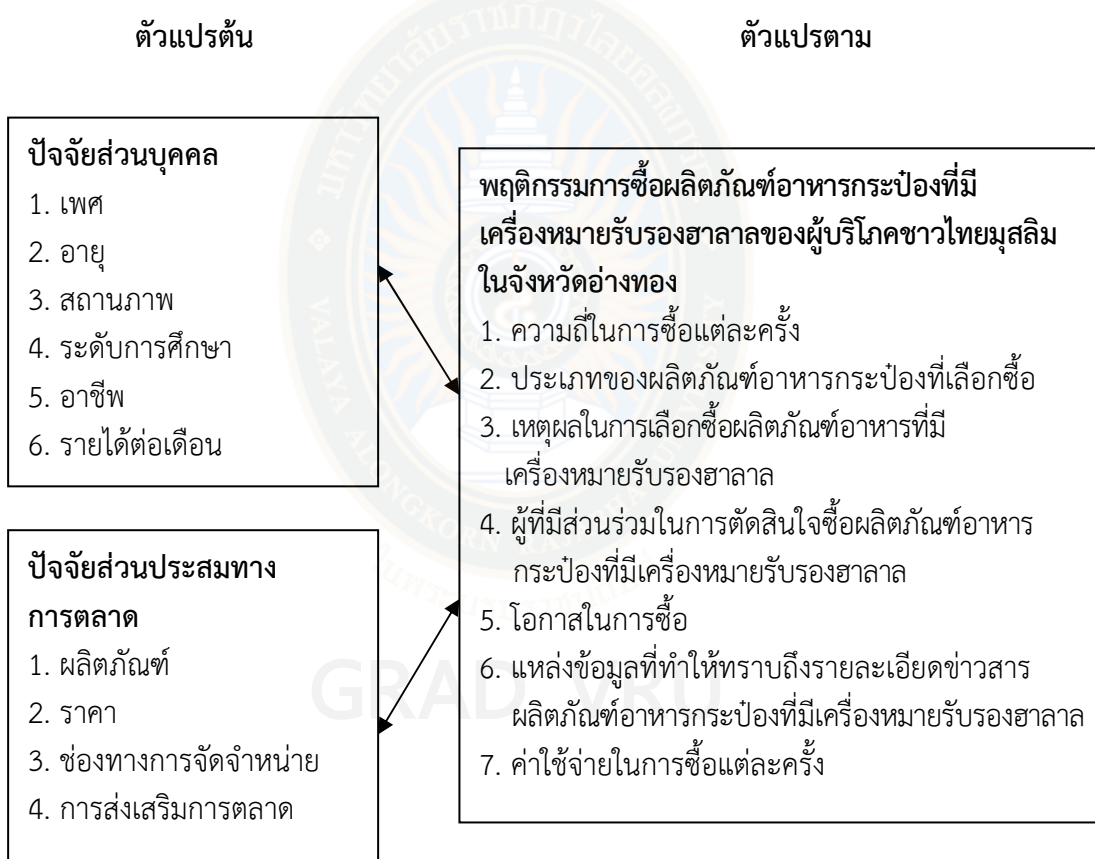 ตัวแปรต้น
ตัวแปรตาม
ปัจจัยส่วนบุคคล
1. เพศ
2. อายุ
3. สถานภาพ
4. ระดับการศึกษา
5. อาชีพ
6. รายได้ต่อเดือน
ปัจจัยส่วนประสมทาง
การตลาด
1. ผลิตภัณฑ์
2. ราคา
3. ช่องทางการจัดจำหน่าย
4. การส่งเสริมการตลาด
พฤติกรรมการซื้อผลิตภัณฑ์อาหารกระป๋องที่มี
เครื่องหมายรับรองฮาลาลของผู้บริโภคชาวไทยมุสลิม
ในจังหวัดอ่างทอง
1. ความถี่ในการซื้อแต่ละครั้ง
2. ประเภทของผลิตภัณฑ์อาหารกระป๋องที่เลือกซื้อ
3. เหตุผลในการเลือกซื้อผลิตภัณฑ์อาหารที่มี
เครื่องหมายรับรองฮาลาล
4. ผู้ที่มีส่วนร่วมในการตัดสินใจซื้อผลิตภัณฑ์อาหาร
กระป๋องที่มีเครื่องหมายรับรองฮาลาล
5. โอกาสในการซื้อ
6. แหล่งข้อมูลที่ทำให้ทราบถึงรายละเอียดข่าวสาร
ผลิตภัณฑ์อาหารกระป๋องที่มีเครื่องหมายรับรองฮาลาล
7. ค่าใช้จ่ายในการซื้อแต่ละครั้ง
GRAD VRU